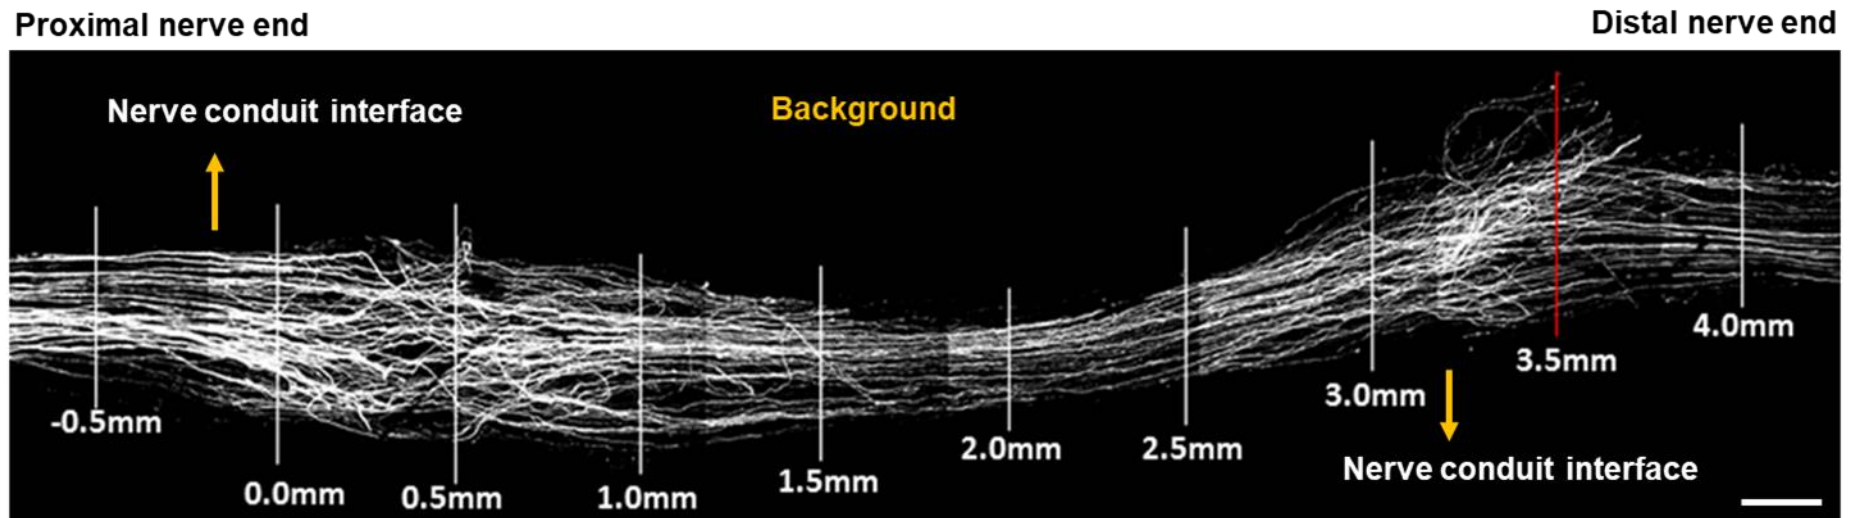 Proximal nerve end
Distal nerve end
Nerve conduit interface
Background
-0.5mm
0.0mm
0.5mm
1.0mm
1.5mm
2.0mm
2.5mm
3.0mm
3.5mm
4.0mm
Nerve conduit interface